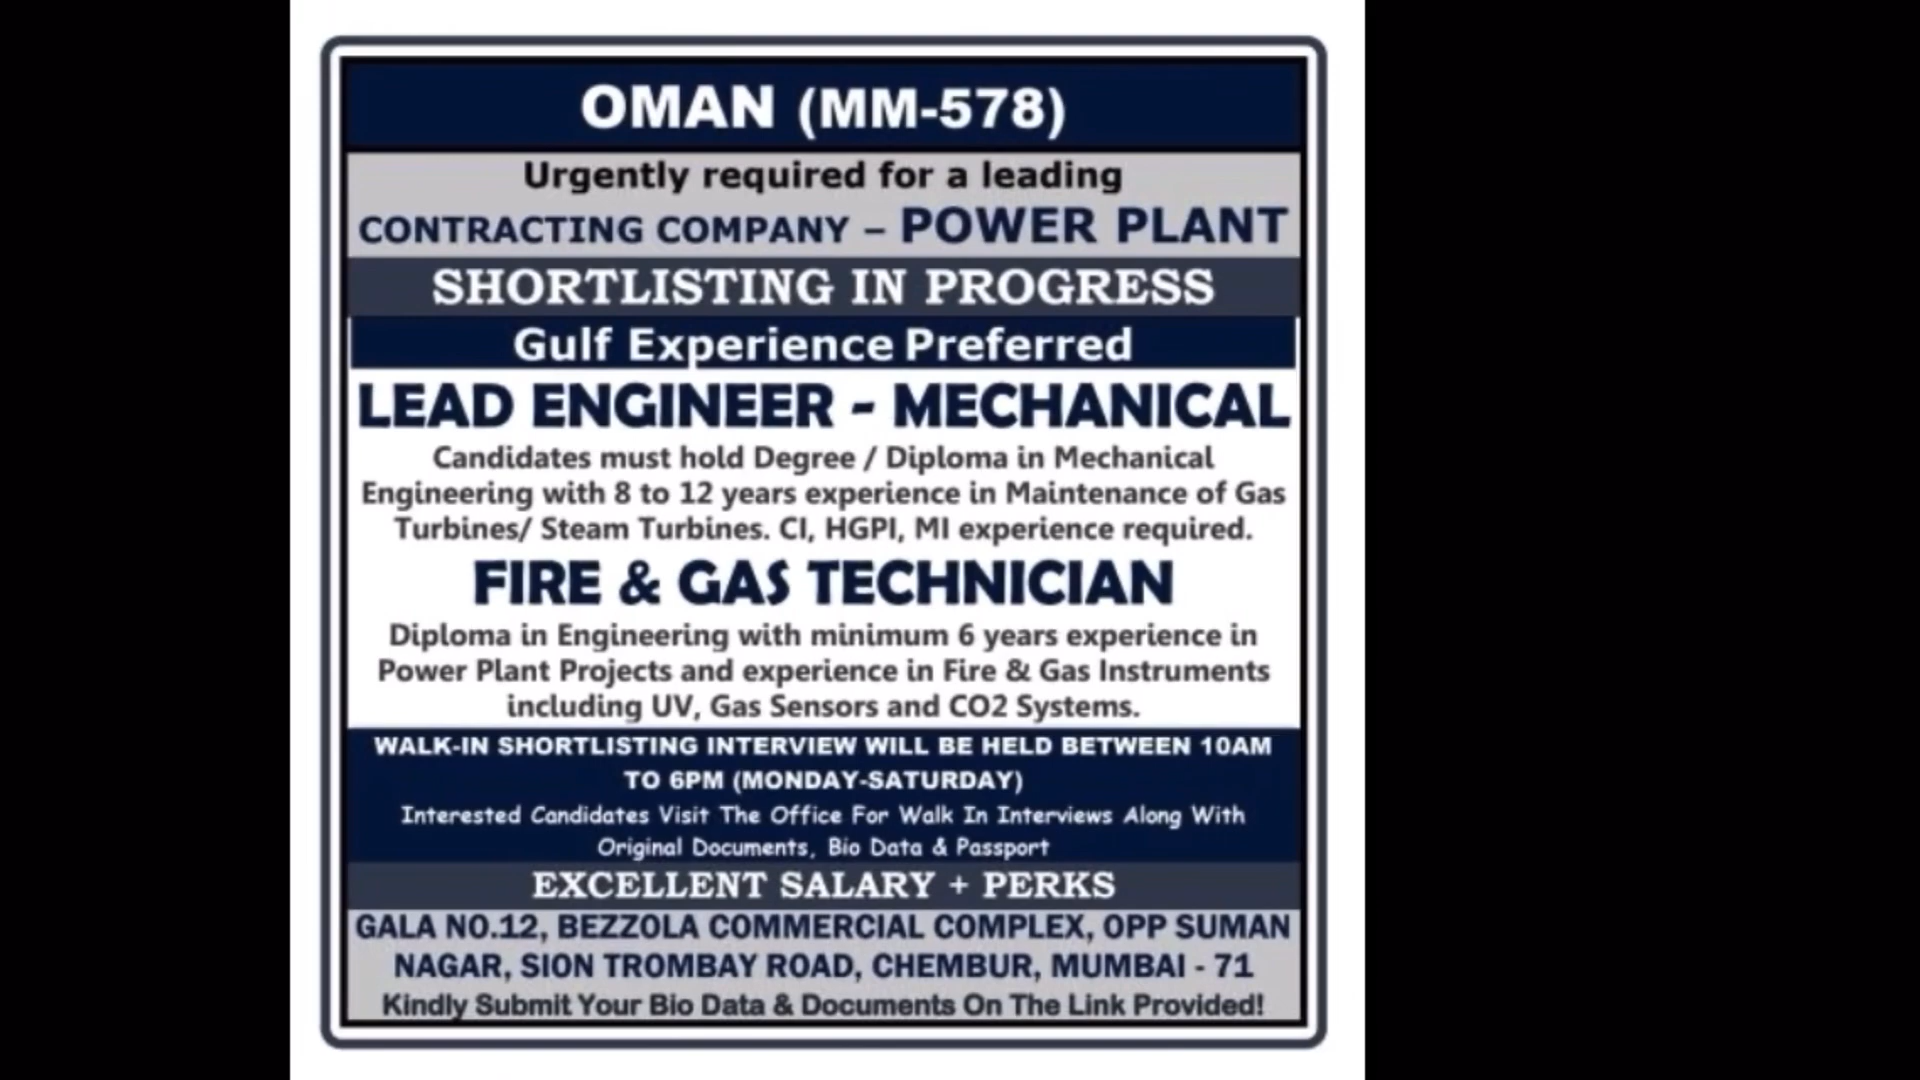 OMAN (MM-578)
Urgently required for a leading
CONTRACTING COMPANY – POWER PLANT
SHORTLISTING IN PROGRESS
Gulf Experience Preferred
LEAD ENGINEER - MECHANICAL
Candidates must hold Degree / Diploma in Mechanical
Engineering with 8 to 12 years experience in Maintenance of Gas
Turbines/ Steam Turbines. CI, HGPI, MI experience required.
FIRE & GAS TECHNICIAN
Diploma in Engineering with minimum 6 years experience in
Power Plant Projects and experience in Fire & Gas Instruments
including UV, Gas Sensors and CO2 Systems.
WALK-IN SHORTLISTING INTERVIEW WILL BE HELD BETWEEN 10AM
TO 6PM (MONDAY-SATURDAY)
Interested Candidates Visit The Office For Walk In Interviews Along With
Original Documents, Bio Data & Passport
EXCELLENT SALARY + PERKS
GALA NO.12, BEZZOLA COMMERCIAL COMPLEX, OPP SUMAN
NAGAR, SION TROMBAY ROAD, CHEMBUR, MUMBAI - 71
Kindly Submit Your Bio Data & Documents On The Link Provided!